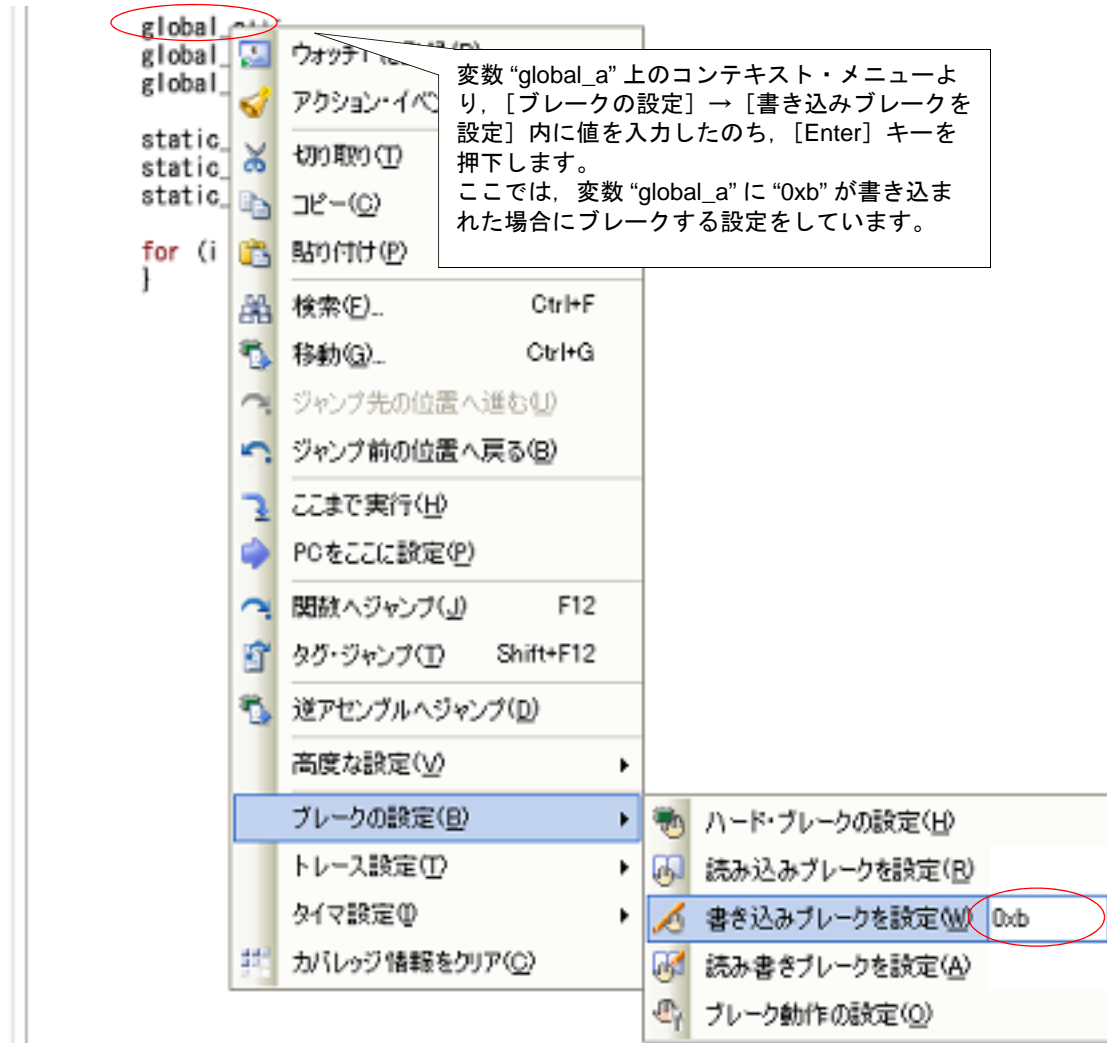 global_
global_
global_
static_
static_
static_
for (i
}
ウォッチ1
アクション・イベ
切り取り(T)
コピー(C)
貼り付け(P)
検索(F)... Ctrl+F
移動(G)... Ctrl+G
ジャンプ先の位置へ進む(U)
ジャンプ前の位置へ戻る(B)
ここまで実行(H)
PCをここに設定(P)
関数へジャンプ(J) F12
タグ・ジャンプ(T) Shift+F12
逆アセンブルへジャンプ(D)
高度な設定(V)
ブレークの設定(B)
トレース設定(T)
タイマ設定(I)
カバレッジ情報をクリア(C)
変数 “global_a” 上のコンテキスト・メニューよ
り，［ブレークの設定］→［書き込みブレークを
設定］内に値を入力したのち，［Enter］キーを
押下します。
ここでは，変数 “global_a” に “0xb” が書き込ま
れた場合にブレークする設定をしています。
ハード・ブレークの設定(H)
読み込みブレークを設定(R)
書き込みブレークを設定(W) 0xb
読み書きブレークを設定(A)
ブレーク動作の設定(O)